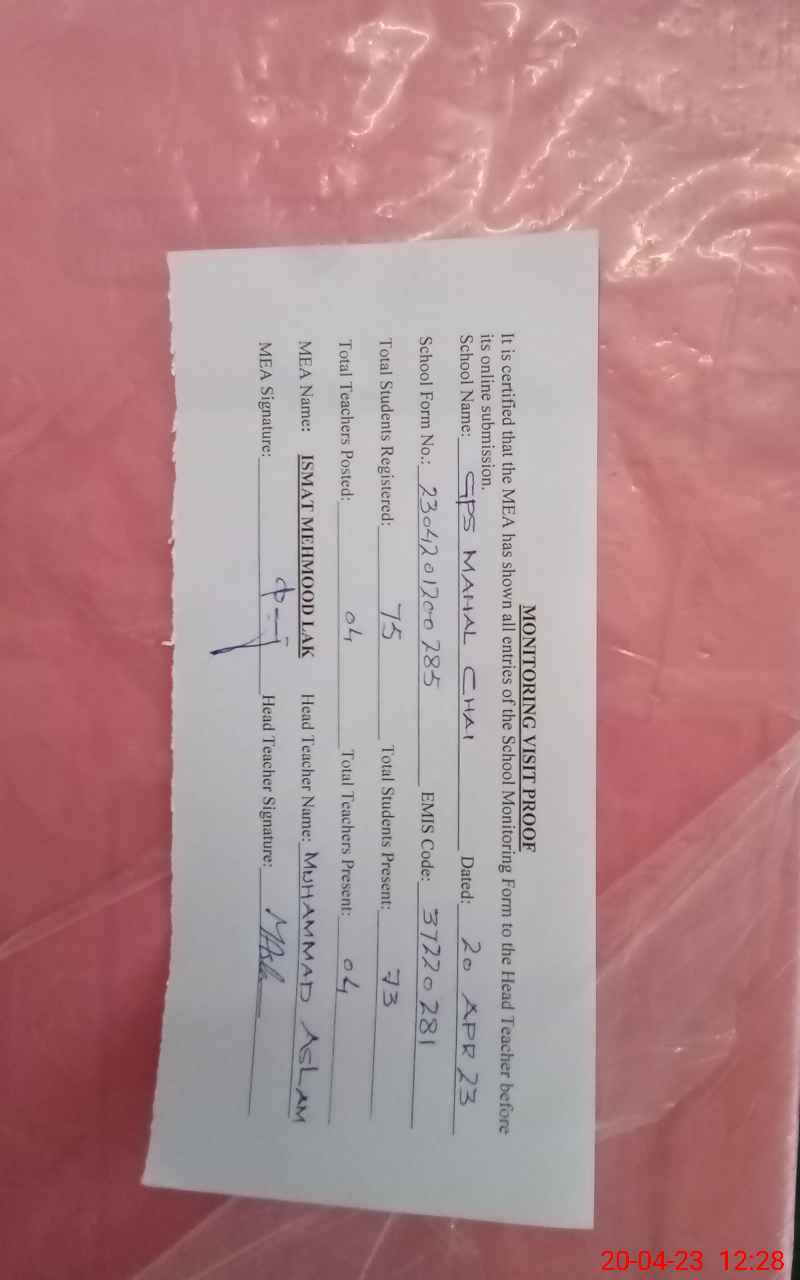 MONITORING VISIT PROOF
It is certified that the MEA has shown all entries of the School Monitoring Form to the Head Teacher before
its online submission.
School Name: GPS MAHAL CHAI Dated: 20 APR 23
School Form No.: 2304201200285 EMIS Code: 37220281
Total Students Registered: 75 Total Students Present: 73
Total Teachers Posted: 04 Total Teachers Present: 04
MEA Name: ISMAT MEHMOOD LAK Head Teacher Name: MUHAMMAD ASLAM
MEA Signature: Head Teacher Signature: MAsla
20-04-23 12:28